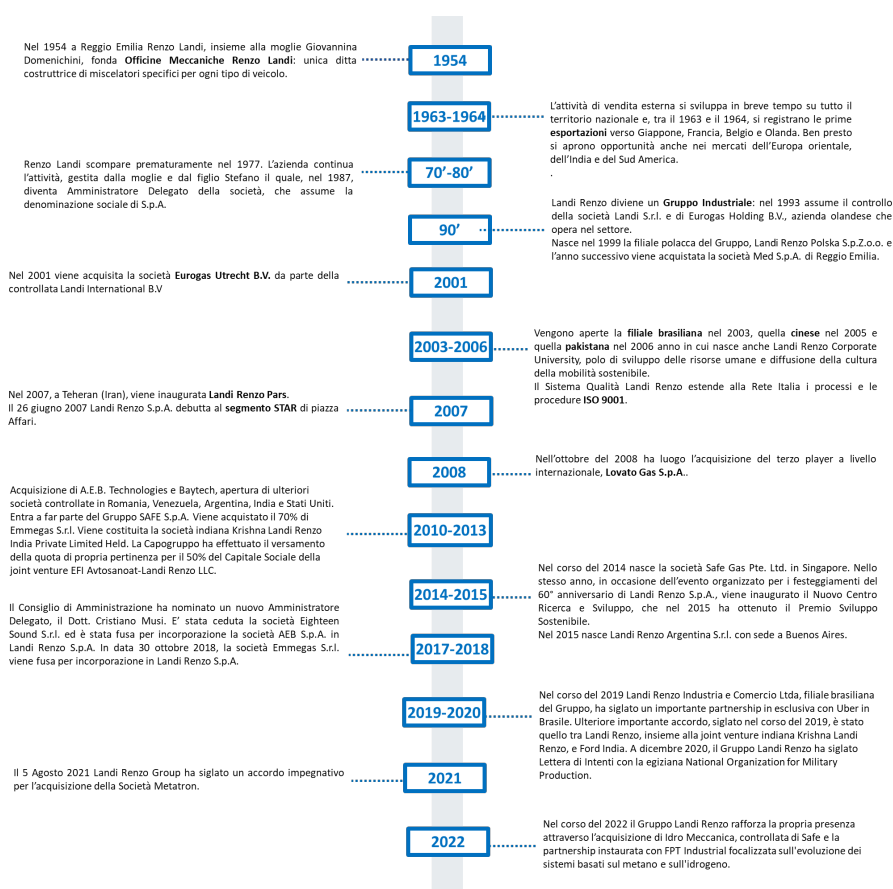 Nel 1954 a Reggio Emilia Renzo Landi, insieme alla moglie Giovannina
Domenichini, fonda Officine Meccaniche Renzo Landi: unica ditta
costruttrice di miscelatori specifici per ogni tipo di veicolo.
1954
1963-1964
L'attività di vendita esterna si sviluppa in breve tempo su tutto il
territorio nazionale e, tra il 1963 e il 1964, si registrano le prime
esportazioni verso Giappone, Francia, Belgio e Olanda. Ben presto
si aprono opportunità anche nei mercati dell'Europa orientale,
dell'India e del Sud America.
.
Renzo Landi scompare prematuramente nel 1977. L'azienda continua
l'attività, gestita dalla moglie e dal figlio Stefano il quale, nel 1987,
diventa Amministratore Delegato della società, che assume la
denominazione sociale di S.p.A.
70'-80'
90'
Landi Renzo diviene un Gruppo Industriale: nel 1993 assume il controllo
della società Landi S.r.l. e di Eurogas Holding B.V., azienda olandese che
opera nel settore.
Nasce nel 1999 la filiale polacca del Gruppo, Landi Renzo Polska S.p.Z.o.o. e
l'anno successivo viene acquistata la società Med S.p.A. di Reggio Emilia.
Nel 2001 viene acquisita la società Eurogas Utrecht B.V. da parte della
controllata Landi International B.V
2001
2003-2006
Vengono aperte la filiale brasiliana nel 2003, quella cinese nel 2005 e
quella pakistana nel 2006 anno in cui nasce anche Landi Renzo Corporate
University, polo di sviluppo delle risorse umane e diffusione della cultura
della mobilità sostenibile.
Il Sistema Qualità Landi Renzo estende alla Rete Italia i processi e le
procedure ISO 9001.
Nel 2007, a Teheran (Iran), viene inaugurata Landi Renzo Pars.
Il 26 giugno 2007 Landi Renzo S.p.A. debutta al segmento STAR di piazza
Affari.
2007
2008
Nell'ottobre del 2008 ha luogo l'acquisizione del terzo player a livello
internazionale, Lovato Gas S.p.A..
Acquisizione di A.E.B. Technologies e Baytech, apertura di ulteriori
società controllate in Romania, Venezuela, Argentina, India e Stati Uniti.
Entra a far parte del Gruppo SAFE S.p.A. Viene acquistato il 70% di
Emmegas S.r.l. Viene costituita la società indiana Krishna Landi Renzo
India Private Limited Held. La Capogruppo ha effettuato il versamento
della quota di propria pertinenza per il 50% del Capitale Sociale della
joint venture EFI Avtosanoat-Landi Renzo LLC.
2010-2013
2014-2015
Nel corso del 2014 nasce la società Safe Gas Pte. Ltd. in Singapore. Nello
stesso anno, in occasione dell'evento organizzato per i festeggiamenti del
60° anniversario di Landi Renzo S.p.A., viene inaugurato il Nuovo Centro
Ricerca e Sviluppo, che nel 2015 ha ottenuto il Premio Sviluppo
Sostenibile.
Nel 2015 nasce Landi Renzo Argentina S.r.l. con sede a Buenos Aires.
Il Consiglio di Amministrazione ha nominato un nuovo Amministratore
Delegato, il Dott. Cristiano Musi. E' stata ceduta la società Eighteen
Sound S.r.l. ed è stata fusa per incorporazione la società AEB S.p.A. in
Landi Renzo S.p.A. In data 30 ottobre 2018, la società Emmegas S.r.l.
viene fusa per incorporazione in Landi Renzo S.p.A.
2017-2018
2019-2020
Nel corso del 2019 Landi Renzo Industria e Comercio Ltda, filiale brasiliana
del Gruppo, ha siglato un importante partnership in esclusiva con Uber in
Brasile. Ulteriore importante accordo, siglato nel corso del 2019, è stato
quello tra Landi Renzo, insieme alla joint venture indiana Krishna Landi
Renzo, e Ford India. A dicembre 2020, il Gruppo Landi Renzo ha siglato
Lettera di Intenti con la egiziana National Organization for Military
Production.
Il 5 Agosto 2021 Landi Renzo Group ha siglato un accordo impegnativo
per l'acquisizione della Società Metatron.
2021
2022
Nel corso del 2022 il Gruppo Landi Renzo rafforza la propria presenza
attraverso l'acquisizione di Idro Meccanica, controllata di Safe e la
partnership instaurata con FPT Industrial focalizzata sull'evoluzione dei
sistemi basati sul metano e sull'idrogeno.